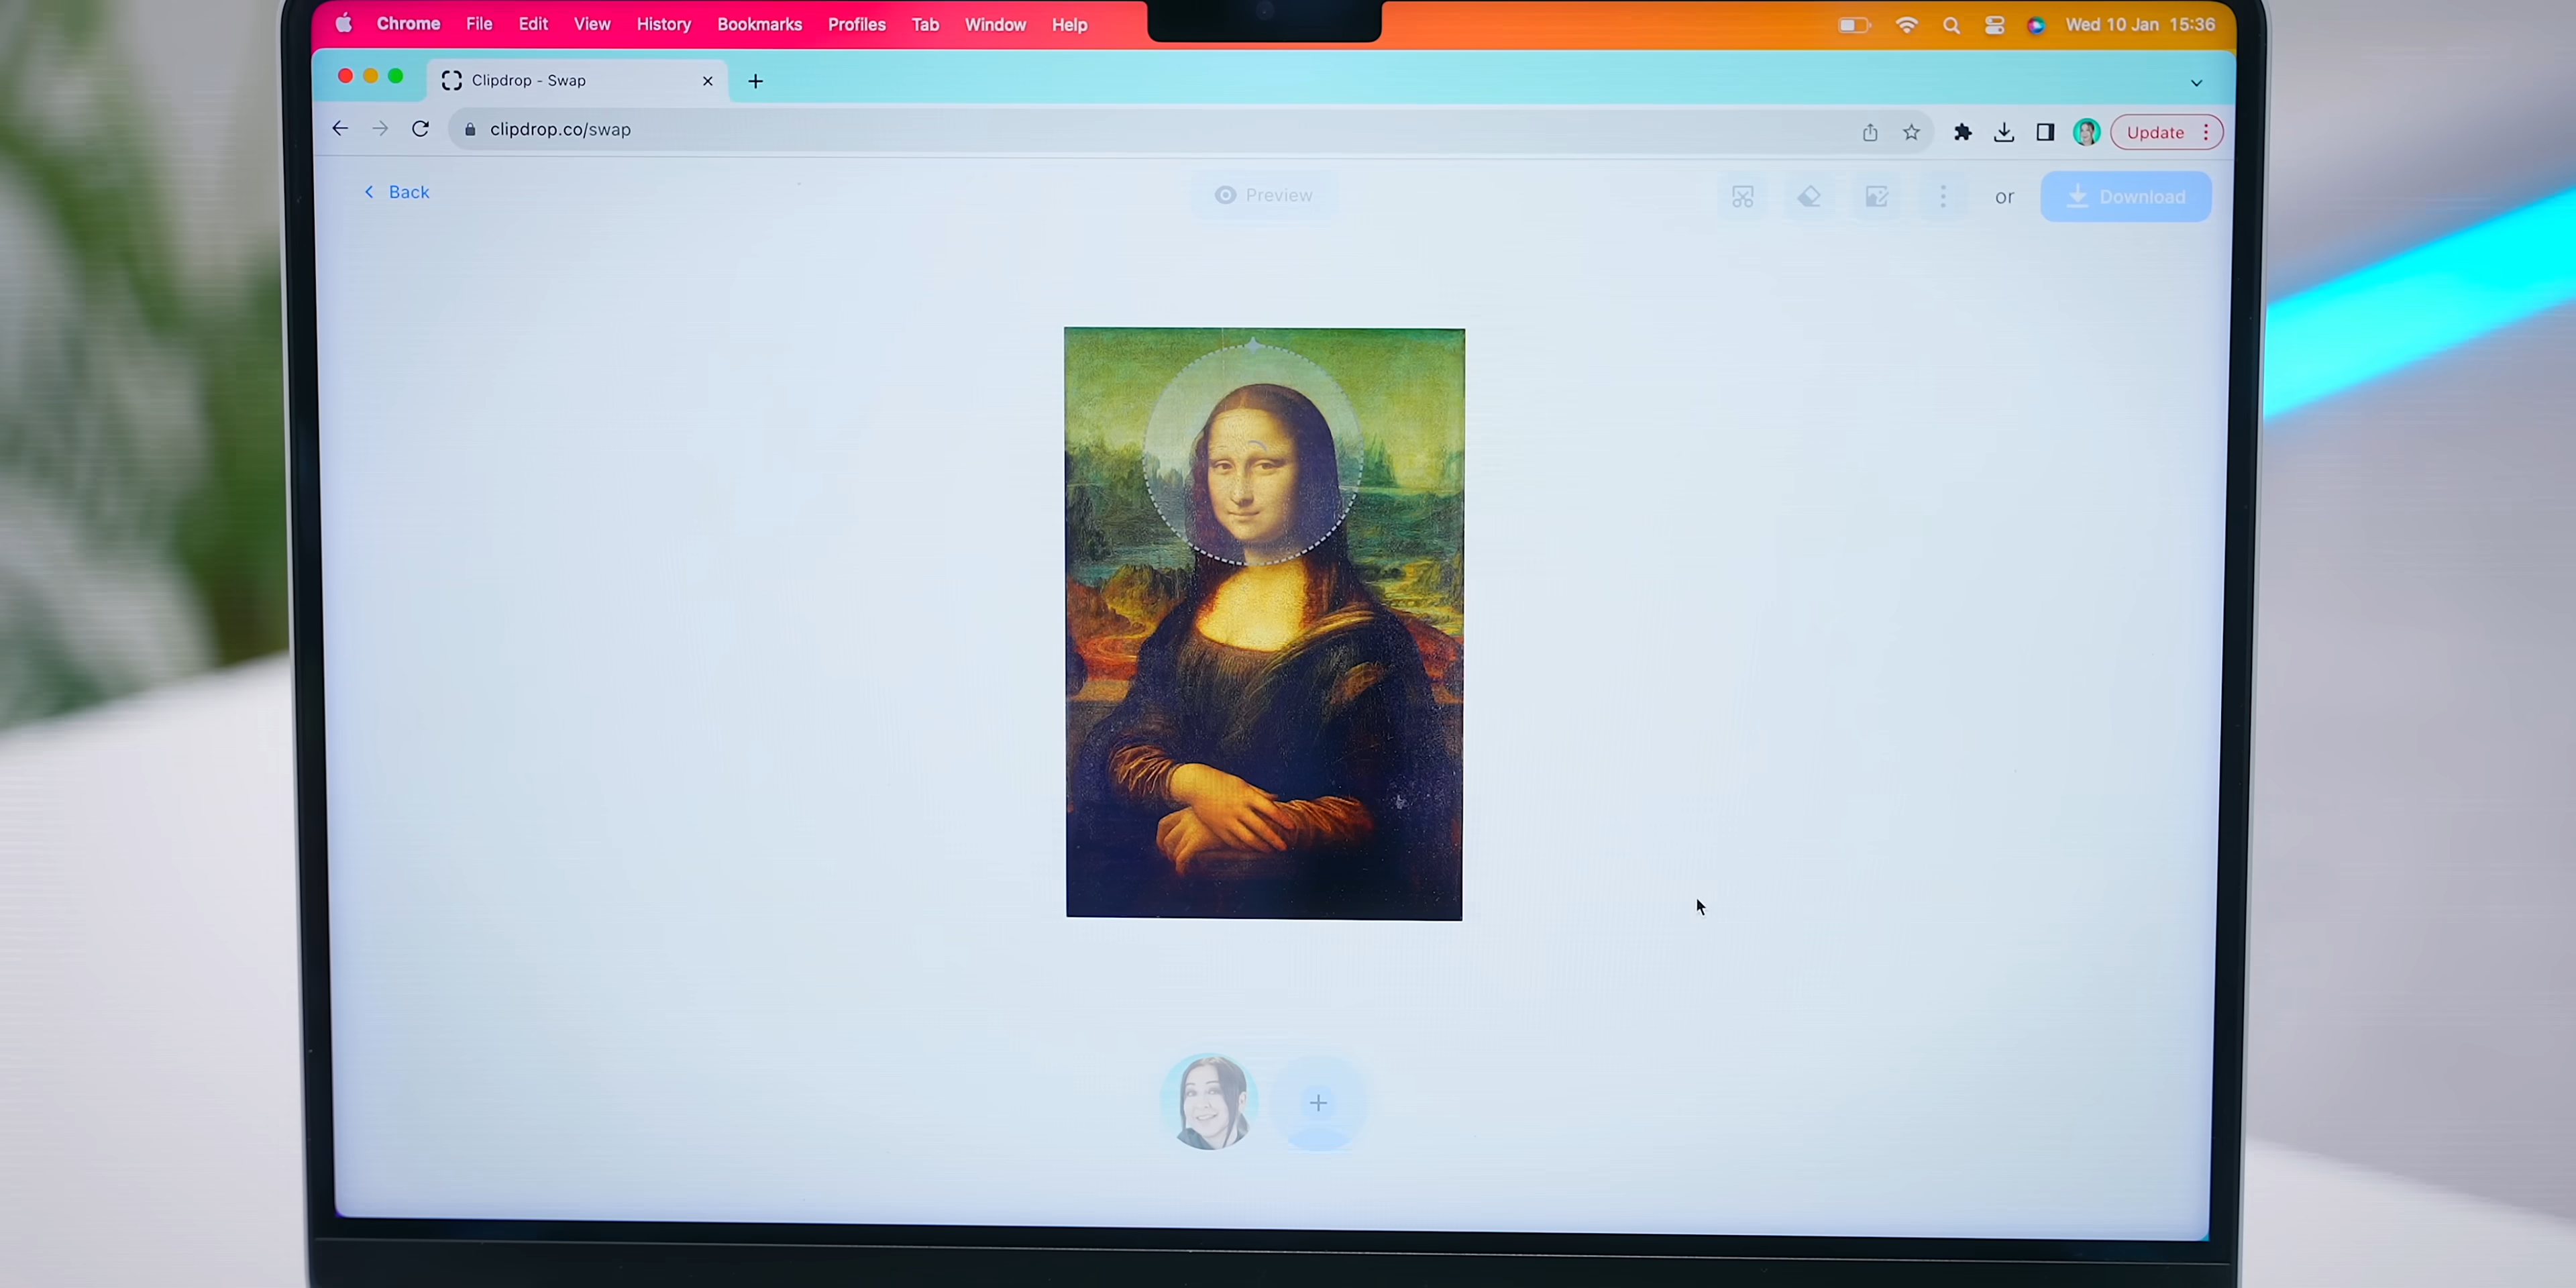 Chrome File Edit View History Bookmarks Profiles Tab Window Help Wed 10 Jan 15:36
Clipdrop - Swap
clipdrop.co/swap Update
Back Preview or Download